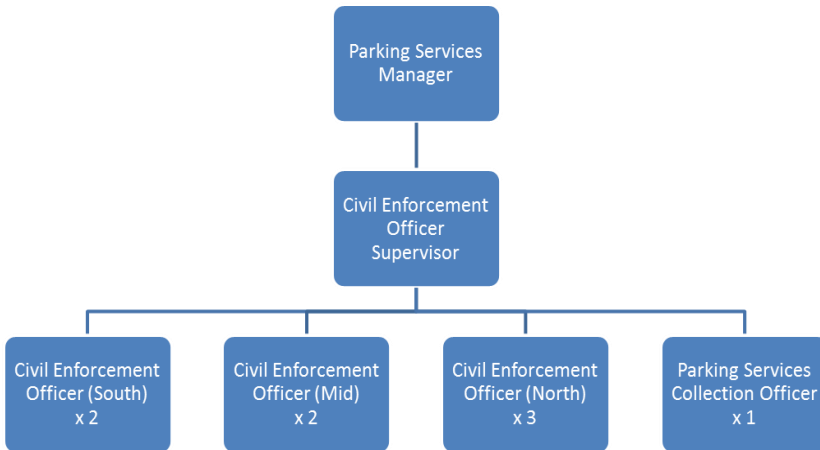 Parking Services
Manager
Civil Enforcement
Officer
Supervisor
Civil Enforcement
Officer (South)
x 2
Civil Enforcement
Officer (Mid)
x 2
Civil Enforcement
Officer (North)
x 3
Parking Services
Collection Officer
x 1